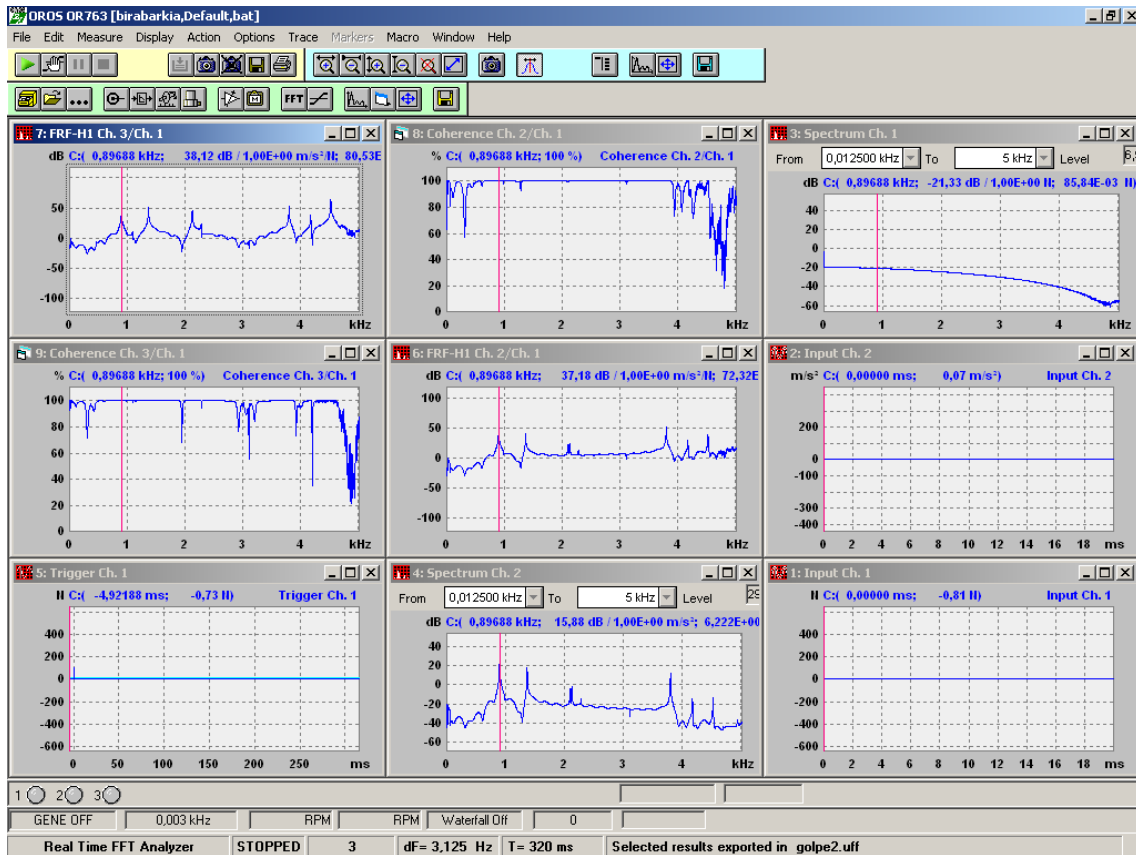 OROS OR763 [birabarkia,Default,bat]
File Edit Measure Display Action Options Trace Markers Macro Window Help
FFT
7: FRF-H1 Ch. 3/Ch. 1
dB C:( 0,89688 kHz; 38,12 dB / 1,00E+00 m/s²/N; 80,53E
50
0
-50
-100
0 1 2 3 4 kHz
8: Coherence Ch. 2/Ch. 1
% C:( 0,89688 kHz; 100 %) Coherence Ch. 2/Ch. 1
100
80
60
40
20
0
0 1 2 3 4 kHz
3: Spectrum Ch. 1
From 0,012500 kHz To 5 kHz Level 6,
dB C:( 0,89688 kHz; -21,33 dB / 1,00E+00 N; 85,84E-03 N)
40
20
0
-20
-40
-60
0 1 2 3 4 kHz
9: Coherence Ch. 3/Ch. 1
% C:( 0,89688 kHz; 100 %) Coherence Ch. 3/Ch. 1
100
80
60
40
20
0
0 1 2 3 4 kHz
6: FRF-H1 Ch. 2/Ch. 1
dB C:( 0,89688 kHz; 37,18 dB / 1,00E+00 m/s²/N; 72,32E
100
50
0
-50
-100
0 1 2 3 4 kHz
2: Input Ch. 2
m/s² C:( 0,00000 ms; 0,07 m/s²) Input Ch. 2
200
0
-100
-300
-400
0 2 4 6 8 10 12 14 16 18 ms
5: Trigger Ch. 1
N C:( -4,92188 ms; -0,73 N) Trigger Ch. 1
400
200
0
-200
-400
-600
0 50 100 150 200 250 ms
4: Spectrum Ch. 2
From 0,012500 kHz To 5 kHz Level 29
dB C:( 0,89688 kHz; 15,88 dB / 1,00E+00 m/s²; 6,222E+00
40
20
0
-20
-40
-60
0 1 2 3 4 kHz
1: Input Ch. 1
N C:( 0,00000 ms; -0,81 N) Input Ch. 1
400
200
0
-200
-400
-600
0 2 4 6 8 10 12 14 16 18 ms
1 2 3
GENE OFF 0,003 kHz RPM RPM Waterfall Off 0
Real Time FFT Analyzer STOPPED 3 dF= 3,125 Hz T= 320 ms Selected results exported in golpe2.uff